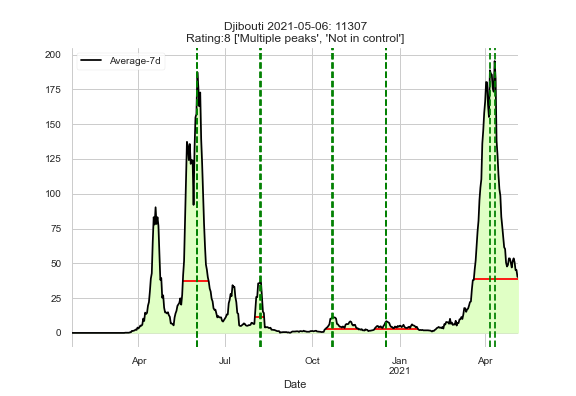 Djibouti 2021-05-06: 11307
Rating:8 ['Multiple peaks', 'Not in control']
Average-7d
200
175
150
125
100
75
50
25
0
Apr
Jul
Oct
Jan
2021
Apr
Date